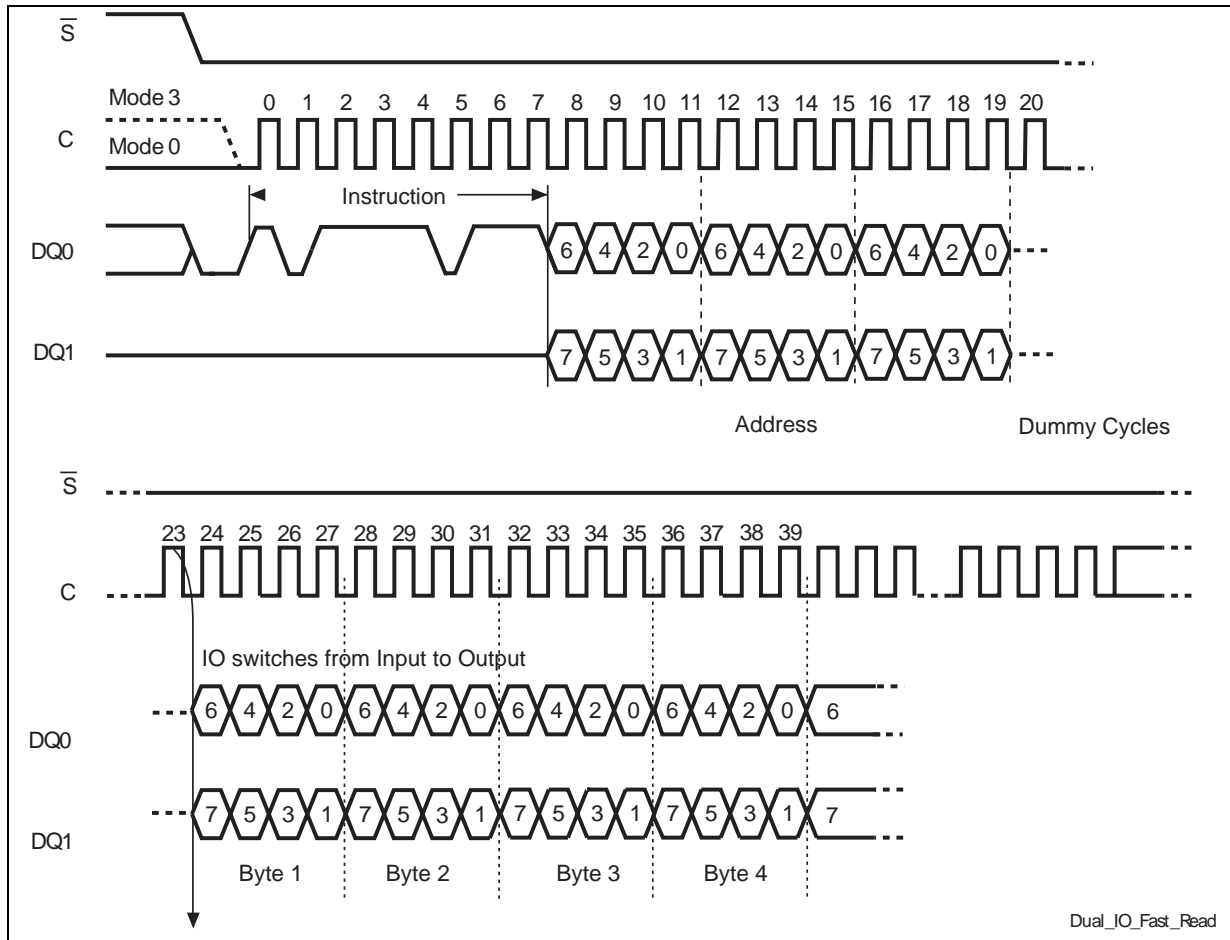 S
Mode 3
0 1 2 3 4 5 6 7 8 9 10 11 12 13 14 15 16 17 18 19 20
C
Mode 0
Instruction
DQ0
6 4 2 0 6 4 2 0 6 4 2 0
DQ1
7 5 3 1 7 5 3 1 7 5 3 1
Address Dummy Cycles
S
23 24 25 26 27 28 29 30 31 32 33 34 35 36 37 38 39
C
IO switches from Input to Output
6 4 2 0 6 4 2 0 6 4 2 0 6 4 2 0 6
DQ0
7 5 3 1 7 5 3 1 7 5 3 1 7 5 3 1 7
DQ1
Byte 1 Byte 2 Byte 3 Byte 4
Dual_IO_Fast_Read